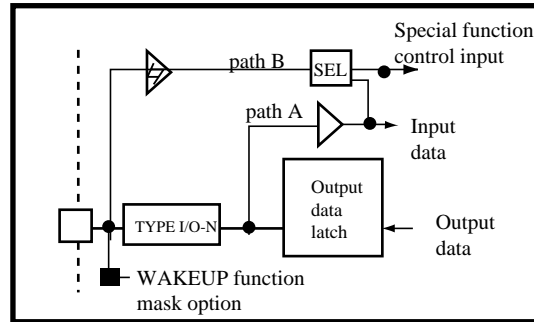 Special function
control input
path B
SEL
path A
Input
data
Output
data
latch
TYPE I/O-N
Output
data
WAKEUP function
mask option